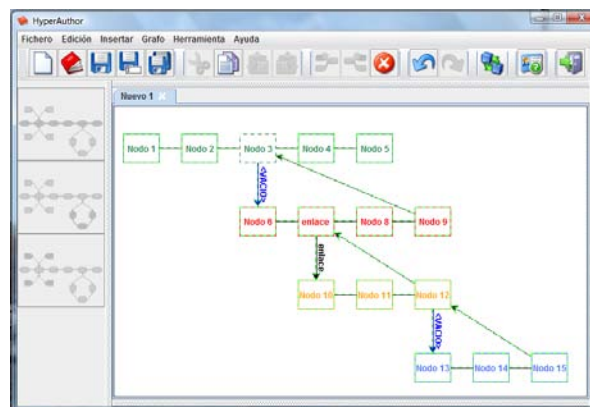 HyperAuthor
Fichero Edición Insertar Grafo Herramienta Ayuda
Nuevo 1
Nodo 1 Nodo 2 Nodo 3 Nodo 4 Nodo 5
<VACIO>
Nodo 6 enlace Nodo 8 Nodo 9
enlace
Nodo 10 Nodo 11 Nodo 12
<VACIO>
Nodo 13 Nodo 14 Nodo 15